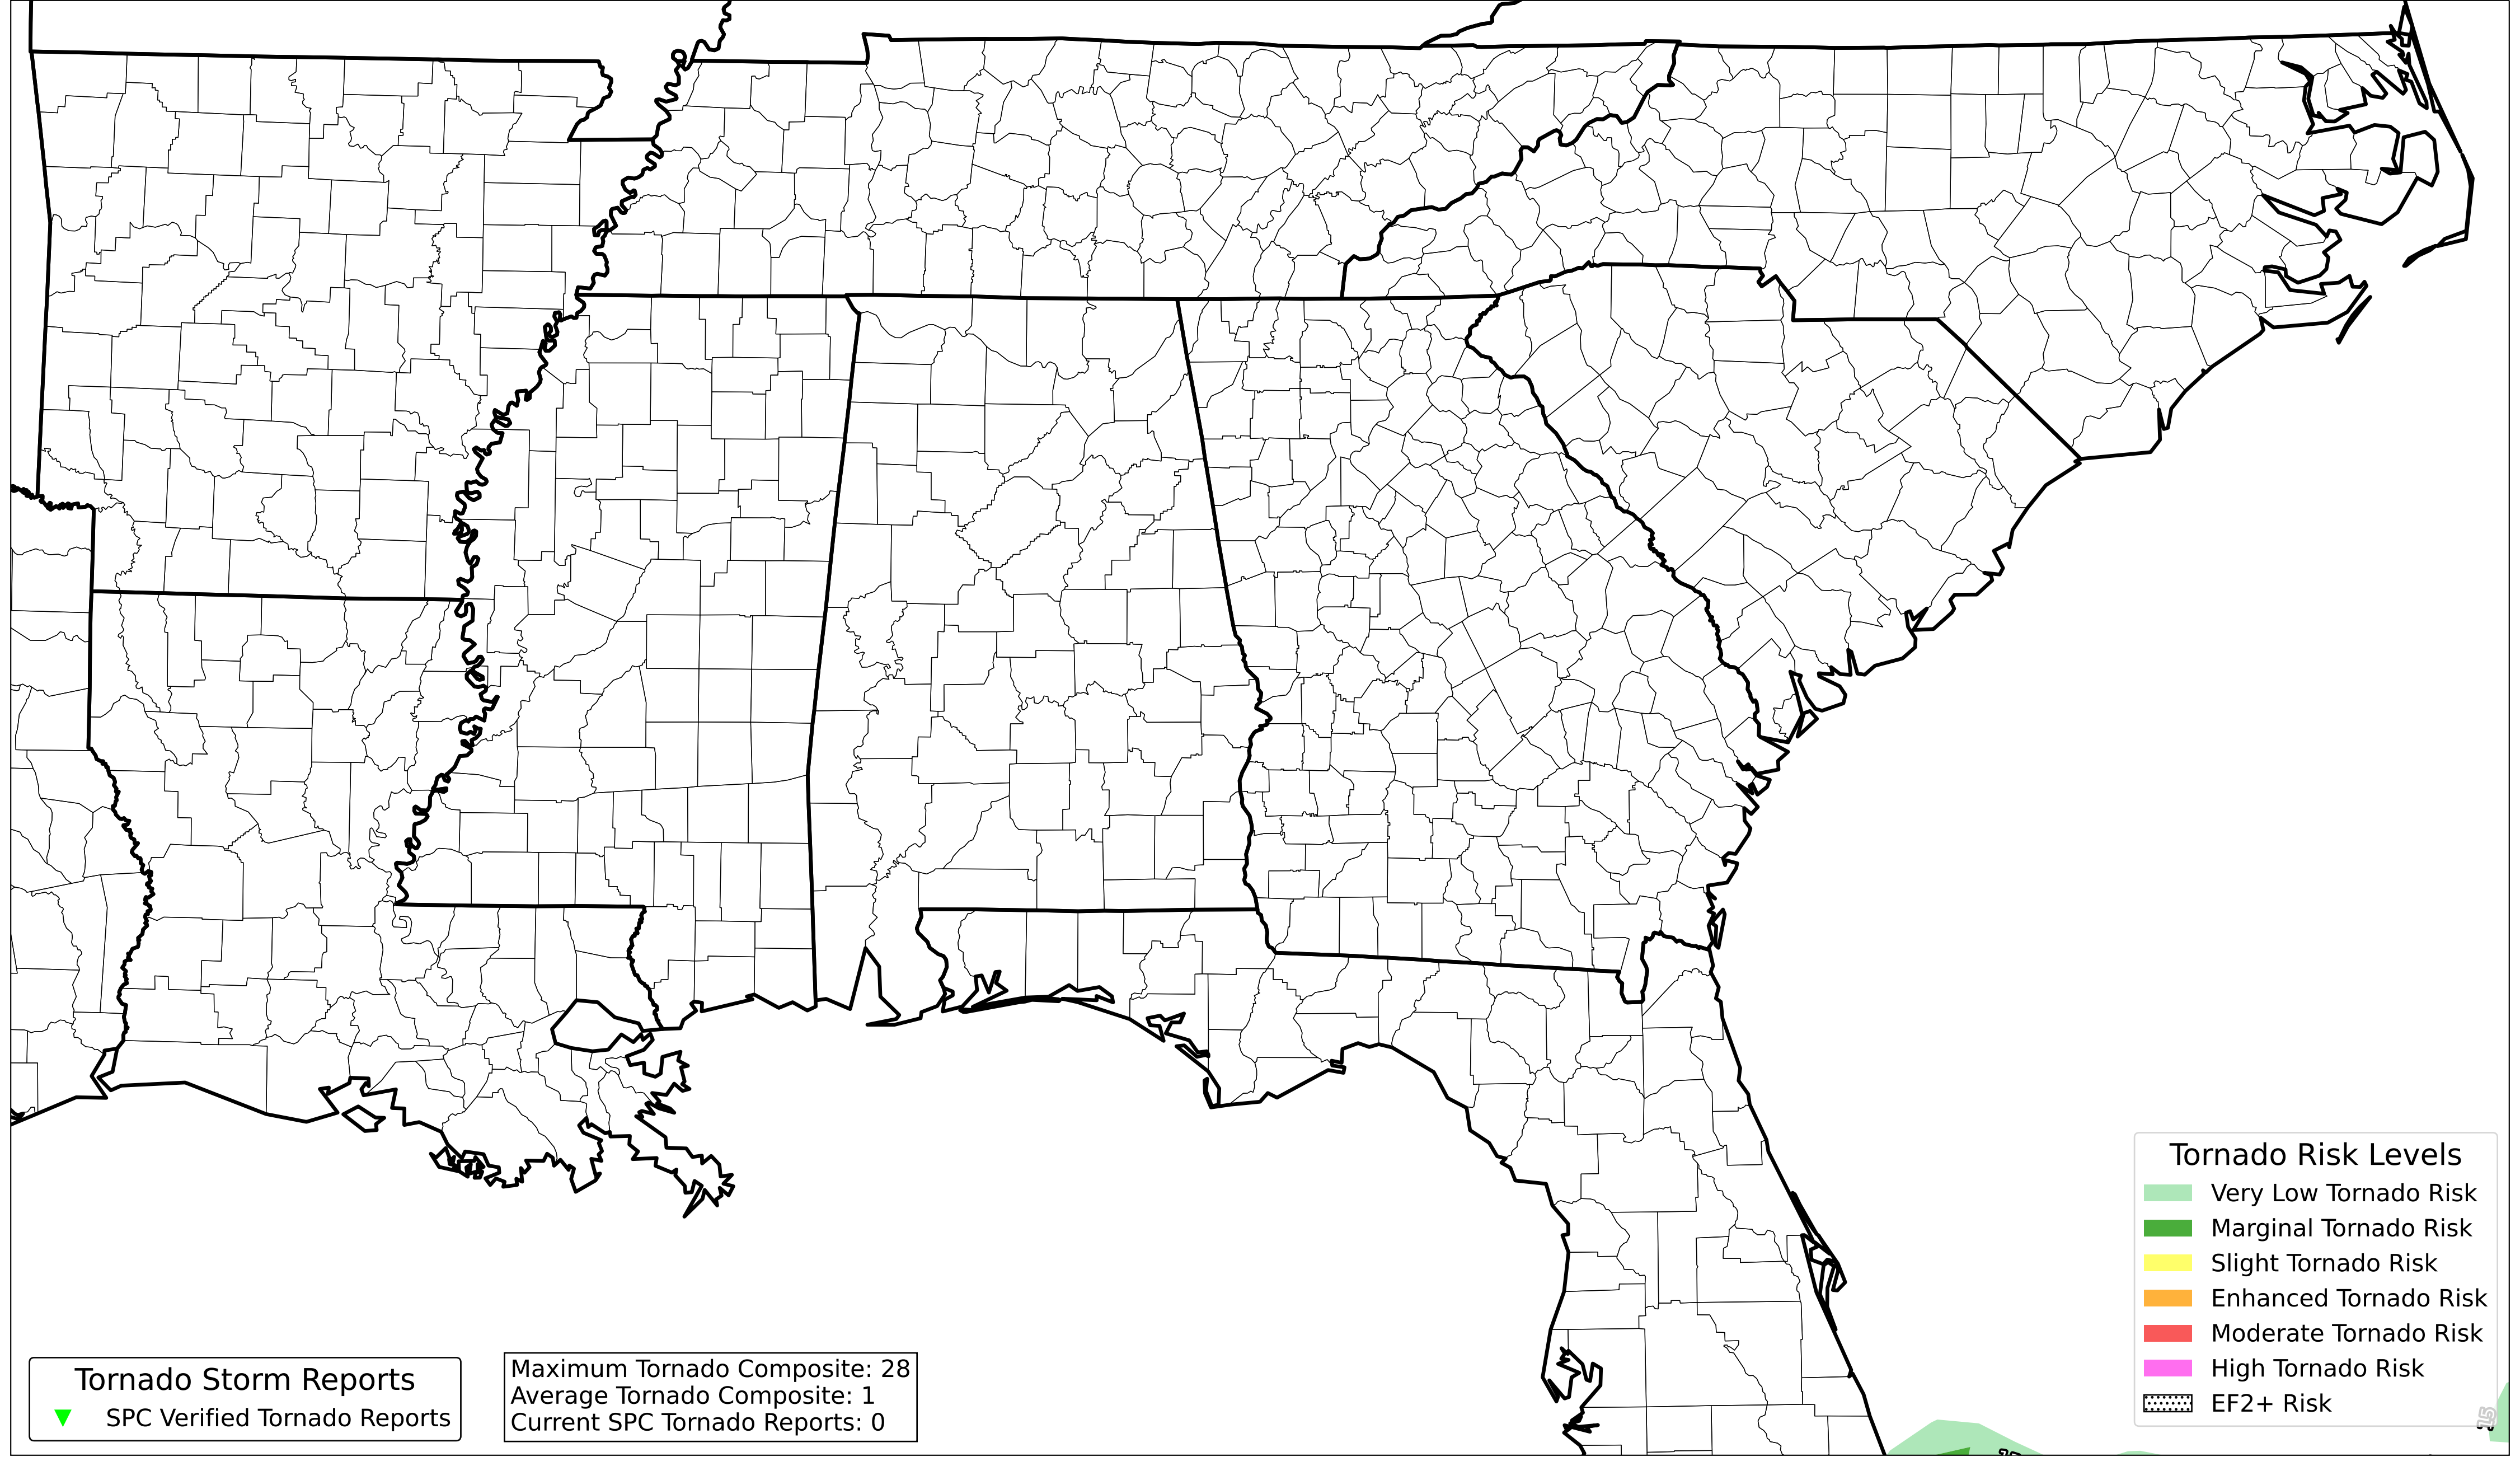 Tornado Risk Levels
Very Low Tornado Risk
Marginal Tornado Risk
Slight Tornado Risk
Enhanced Tornado Risk
Moderate Tornado Risk
High Tornado Risk
EF2+ Risk
Tornado Storm Reports
SPC Verified Tornado Reports
Maximum Tornado Composite: 28
Average Tornado Composite: 1
Current SPC Tornado Reports: 0
15